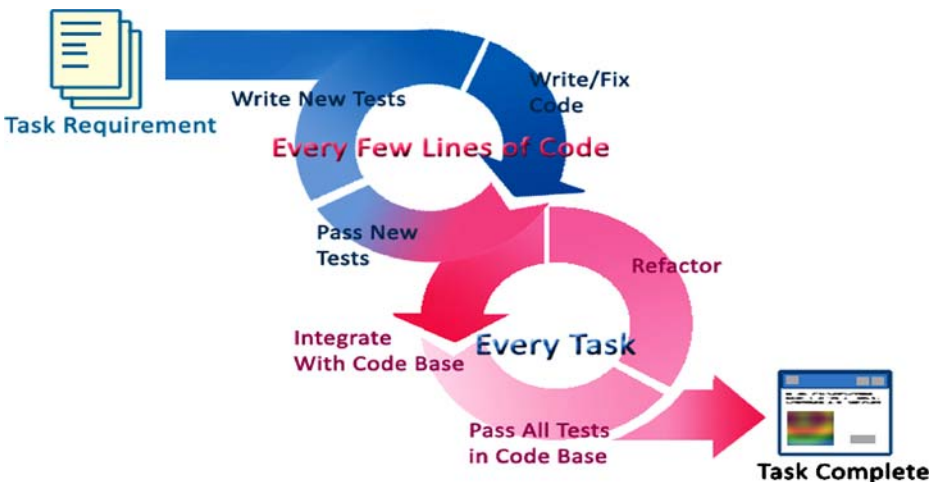 Task Requirement
Write New Tests
Write/Fix
Code
Every Few Lines of Code
Pass New
Tests
Refactor
Integrate
With Code Base
Every Task
Pass All Tests
in Code Base
Task Complete